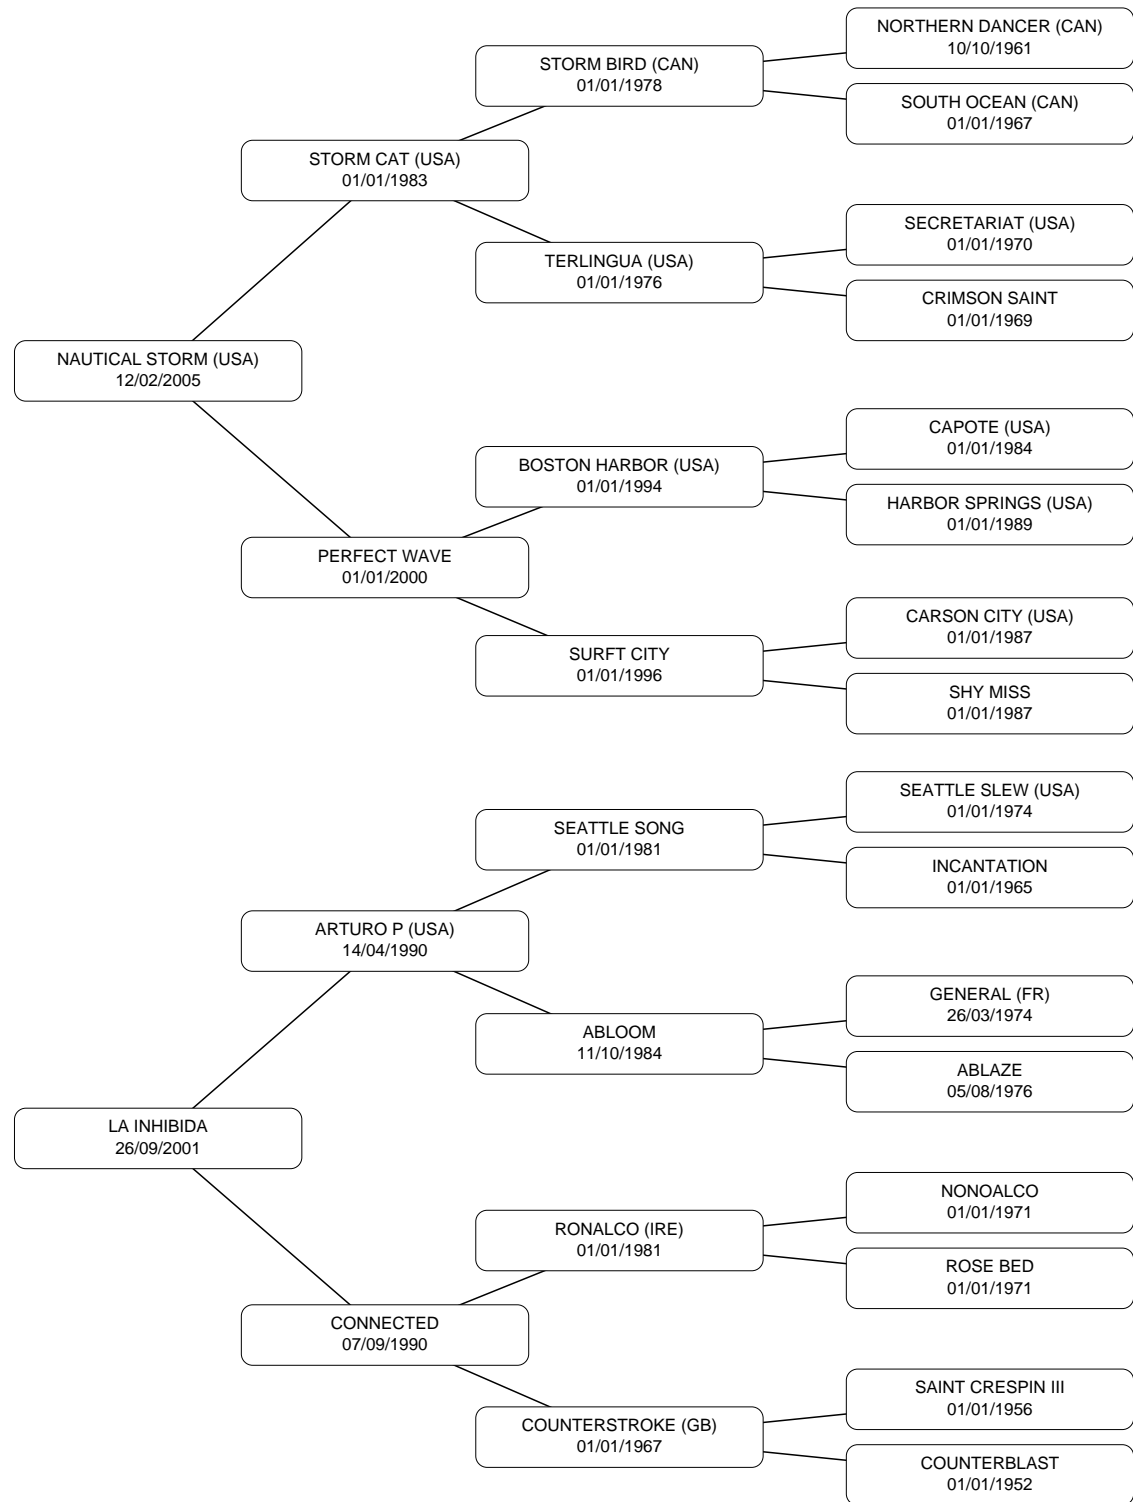 NORTHERN DANCER (CAN)
10/10/1961
STORM BIRD (CAN)
01/01/1978
SOUTH OCEAN (CAN)
01/01/1967
STORM CAT (USA)
01/01/1983
SECRETARIAT (USA)
01/01/1970
TERLINGUA (USA)
01/01/1976
CRIMSON SAINT
01/01/1969
NAUTICAL STORM (USA)
12/02/2005
CAPOTE (USA)
01/01/1984
BOSTON HARBOR (USA)
01/01/1994
HARBOR SPRINGS (USA)
01/01/1989
PERFECT WAVE
01/01/2000
CARSON CITY (USA)
01/01/1987
SURFT CITY
01/01/1996
SHY MISS
01/01/1987
SEATTLE SLEW (USA)
01/01/1974
SEATTLE SONG
01/01/1981
INCANTATION
01/01/1965
ARTURO P (USA)
14/04/1990
GENERAL (FR)
26/03/1974
ABLOOM
11/10/1984
ABLAZE
05/08/1976
LA INHIBIDA
26/09/2001
NONOALCO
01/01/1971
RONALCO (IRE)
01/01/1981
ROSE BED
01/01/1971
CONNECTED
07/09/1990
SAINT CRESPIN III
01/01/1956
COUNTERSTROKE (GB)
01/01/1967
COUNTERBLAST
01/01/1952